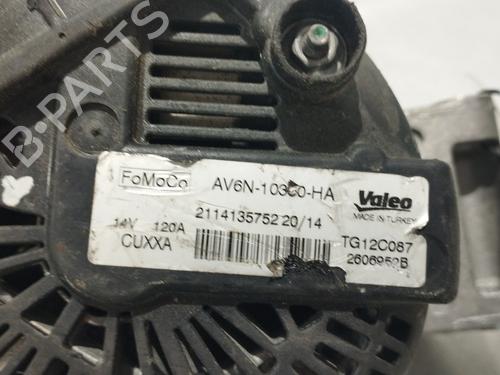 B-PARTS
FoMoCo AV6N-10300-HA Valeo
MADE IN TURKEY
14V 120A 2114135752 20/14 TG12C087
CUXXA 2606952B